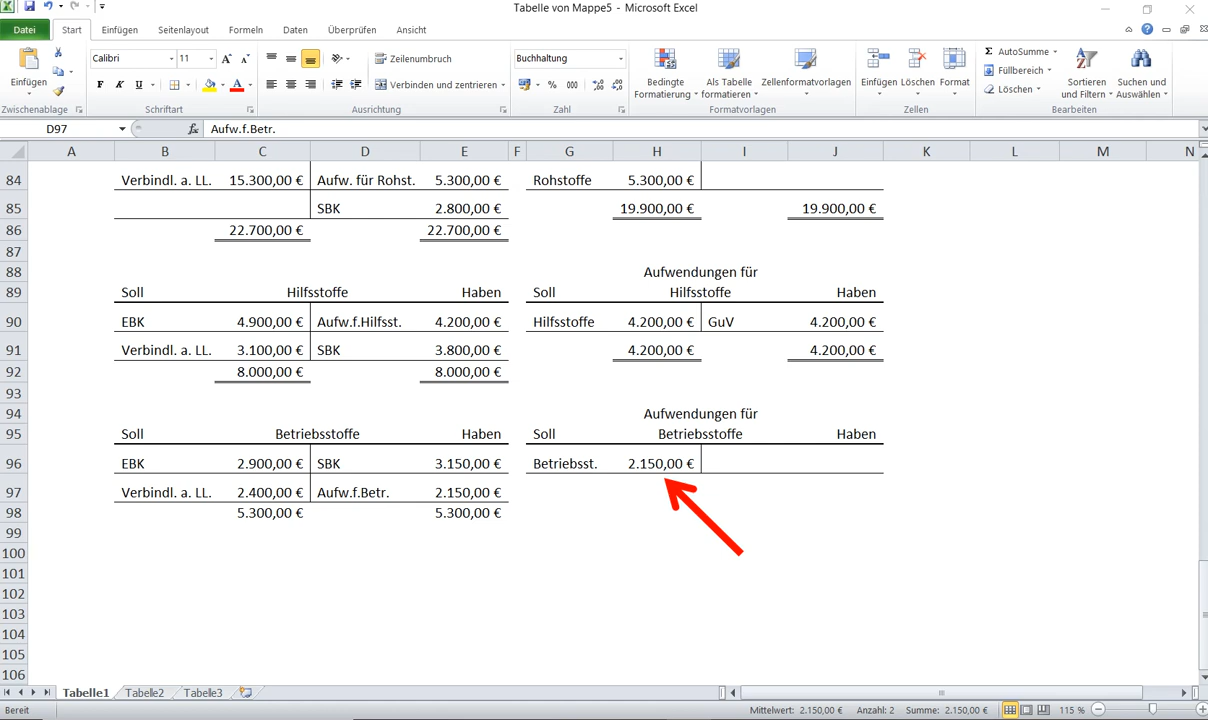 Tabelle von Mappe5 - Microsoft Excel
Datei Start Einfügen Seitenlayout Formeln Daten Überprüfen Ansicht
Calibri 11 Zeilenumbruch Buchhaltung AutoSumme
Einfügen F K U Verbinden und zentrieren % 000 Bedingte Formatierung Als Tabelle formatieren Zellenformatvorlagen Einfügen Löschen Format Füllbereich Löschen Sortieren und Filtern Suchen und Auswählen
Zwischenablage Schriftart Ausrichtung Zahl Formatvorlagen Zellen Bearbeiten
D97 fx Aufw.f.Betr.
A B C D E F G H I J K L M N
84 Verbindl. a. LL. 15.300,00 € Aufw. für Rohst. 5.300,00 € Rohstoffe 5.300,00 €
85 SBK 2.800,00 € 19.900,00 € 19.900,00 €
86 22.700,00 € 22.700,00 €
87
88 Aufwendungen für
89 Soll Hilfsstoffe Haben Soll Hilfsstoffe Haben
90 EBK 4.900,00 € Aufw.f.Hilfsst. 4.200,00 € Hilfsstoffe 4.200,00 € GuV 4.200,00 €
91 Verbindl. a. LL. 3.100,00 € SBK 3.800,00 € 4.200,00 € 4.200,00 €
92 8.000,00 € 8.000,00 €
93
94 Aufwendungen für
95 Soll Betriebsstoffe Haben Soll Betriebsstoffe Haben
96 EBK 2.900,00 € SBK 3.150,00 € Betriebsst. 2.150,00 €
97 Verbindl. a. LL. 2.400,00 € Aufw.f.Betr. 2.150,00 €
98 5.300,00 € 5.300,00 €
99
100
101
102
103
104
105
106
Tabelle1 Tabelle2 Tabelle3
Bereit Mittelwert: 2.150,00 € Anzahl: 2 Summe: 2.150,00 € 115 %